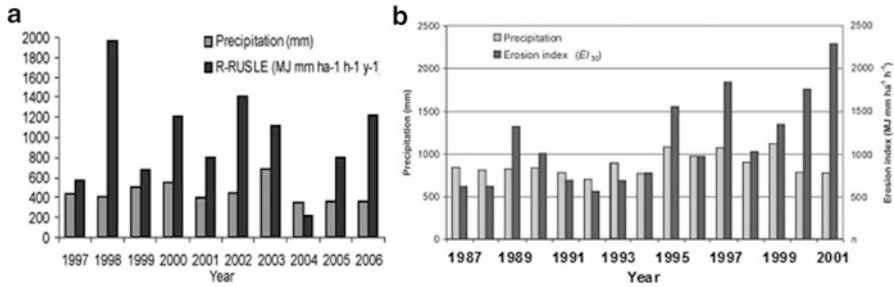 a
Precipitation (mm)
R-RUSLE (MJ mm ha-1 h-1 y-1)
2000
1800
1600
1400
1200
1000
800
600
400
200
0
1997 1998 1999 2000 2001 2002 2003 2004 2005 2006
Year
b
Precipitation
Erosion index (EI30)
Precipitation (mm)
2500
2000
1500
1000
500
0
2500
2000
1500
1000
500
Erosion index (MJ mm ha-1 h-1)
1987 1989 1991 1993 1995 1997 1999 2001
Year